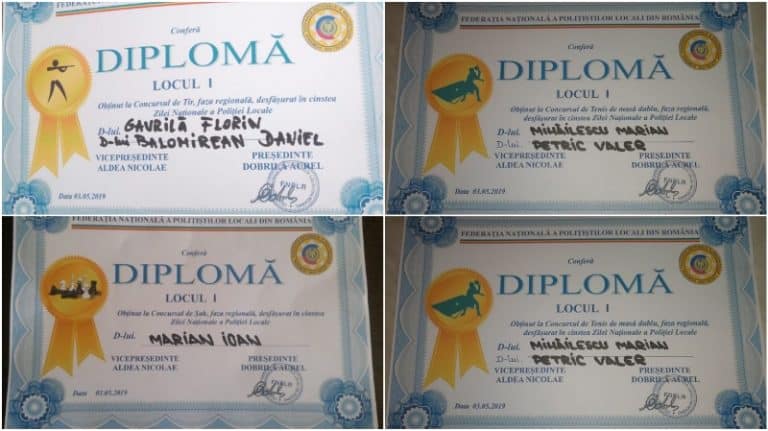 FEDERAȚIA NAȚIONALĂ A POLIȚIȘTILOR LOCALI DIN ROMÂNIA
Conferă
DIPLOMĂ
LOCUL I
Obținut la Concursul de Tir, faza regională, desfășurat în cinstea
Zilei Naționale a Poliției Locale
D-lui. GAVRILĂ FLORIN
D-lui BALOMIREAN DANIEL
VICEPREȘEDINTE PREȘEDINTE
ALDEA NICOLAE DOBRILĂ AUREL
FNPLR
Data 03.05.2019
FEDERAȚIA NAȚIONALĂ A POLIȚIȘTILOR LOCALI DIN ROMÂNIA
Conferă
DIPLOMĂ
LOCUL I
Obținut la Concursul de Tenis de masă dublu, faza regională,
desfășurat în cinstea Zilei Naționale a Poliției Locale
D-lui. MIHĂILESCU MARIAN
D-lui. PETRIC VALER
VICEPREȘEDINTE PREȘEDINTE
ALDEA NICOLAE DOBRILĂ AUREL
FNPLR
Data 03.05.2019
FEDERAȚIA NAȚIONALĂ A POLIȚIȘTILOR LOCALI DIN ROMÂNIA
Conferă
DIPLOMĂ
LOCUL I
Obținut la Concursul de Șah, faza regională, desfășurat în cinstea
Zilei Naționale a Poliției Locale
D-lui. MARIAN IOAN
VICEPREȘEDINTE PREȘEDINTE
ALDEA NICOLAE DOBRILĂ AUREL
FNPLR
Data 03.05.2019
FEDERAȚIA NAȚIONALĂ A POLIȚIȘTILOR LOCALI DIN ROMÂNIA
Conferă
DIPLOMĂ
LOCUL I
Obținut la Concursul de Tenis de masă dublu, faza regională,
desfășurat în cinstea Zilei Naționale a Poliției Locale
D-lui. MIHĂILESCU MARIAN
D-lui. PETRIC VALER
VICEPREȘEDINTE PREȘEDINTE
ALDEA NICOLAE DOBRILĂ AUREL
FNPLR
Data 03.05.2019